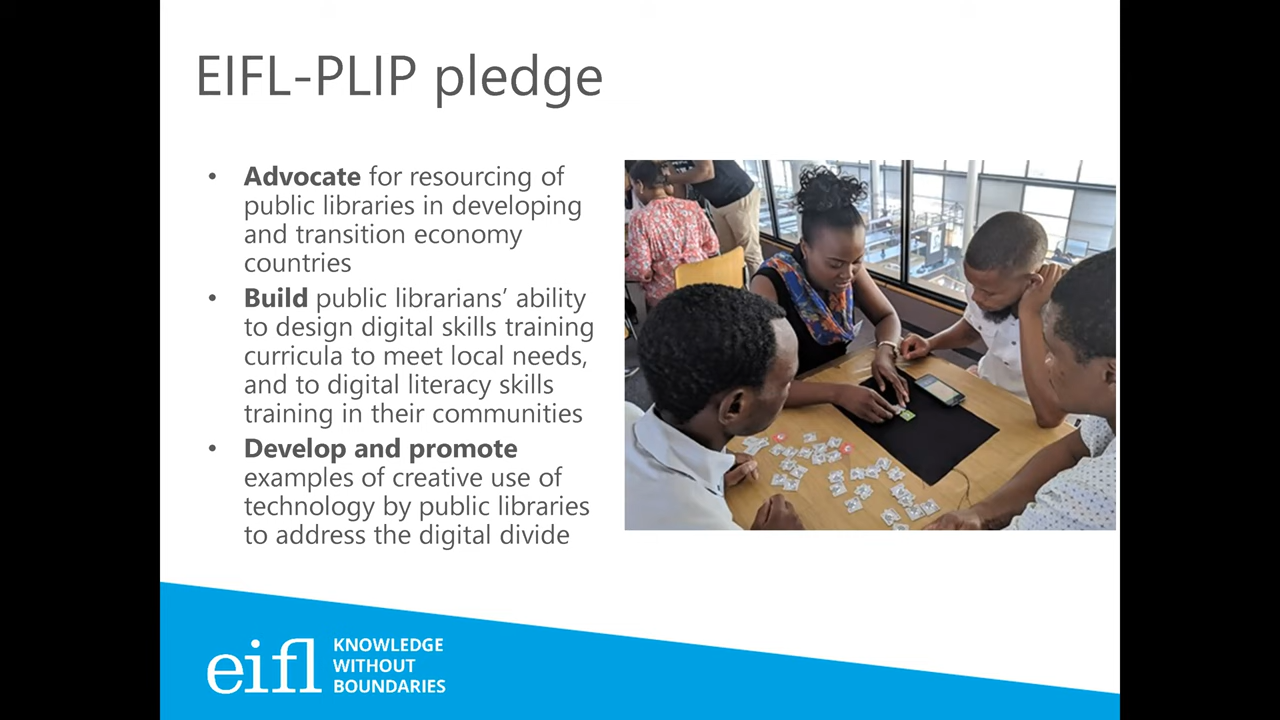 EIFL-PLIP pledge
• Advocate for resourcing of
public libraries in developing
and transition economy
countries
• Build public librarians’ ability
to design digital skills training
curricula to meet local needs,
and to digital literacy skills
training in their communities
• Develop and promote
examples of creative use of
technology by public libraries
to address the digital divide
eifl
KNOWLEDGE
WITHOUT
BOUNDARIES